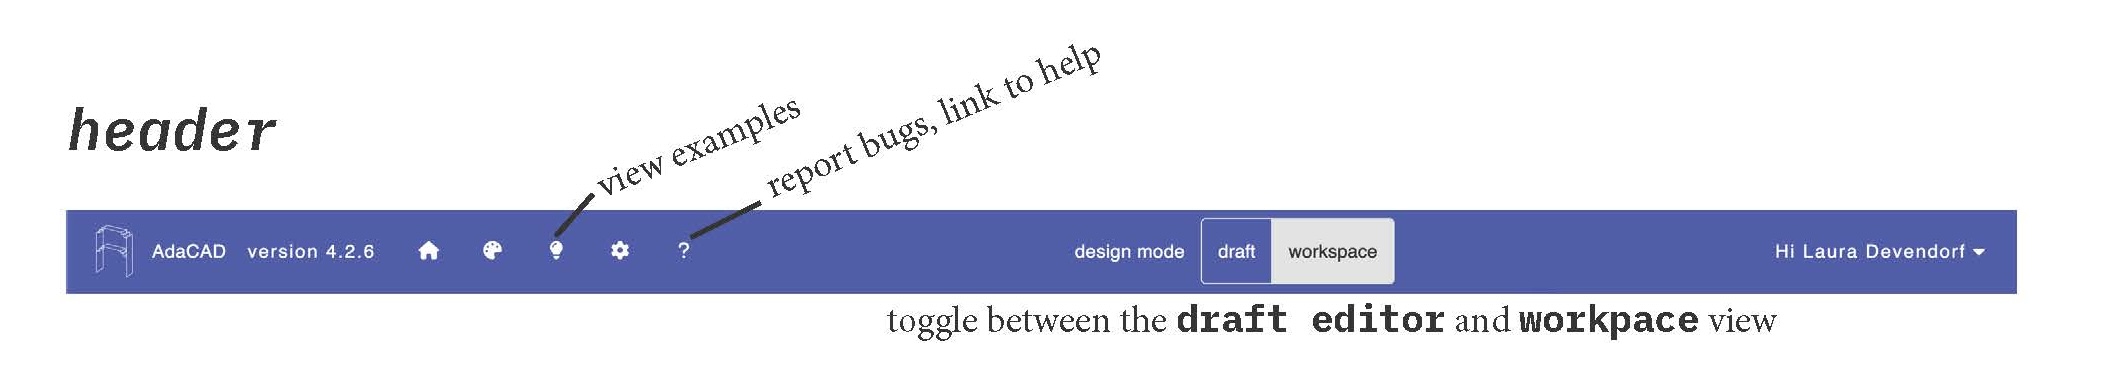 header
view examples
report bugs, link to help
AdaCAD version 4.2.6 ? design mode draft workspace Hi Laura Devendorf
toggle between the draft editor and workpace view